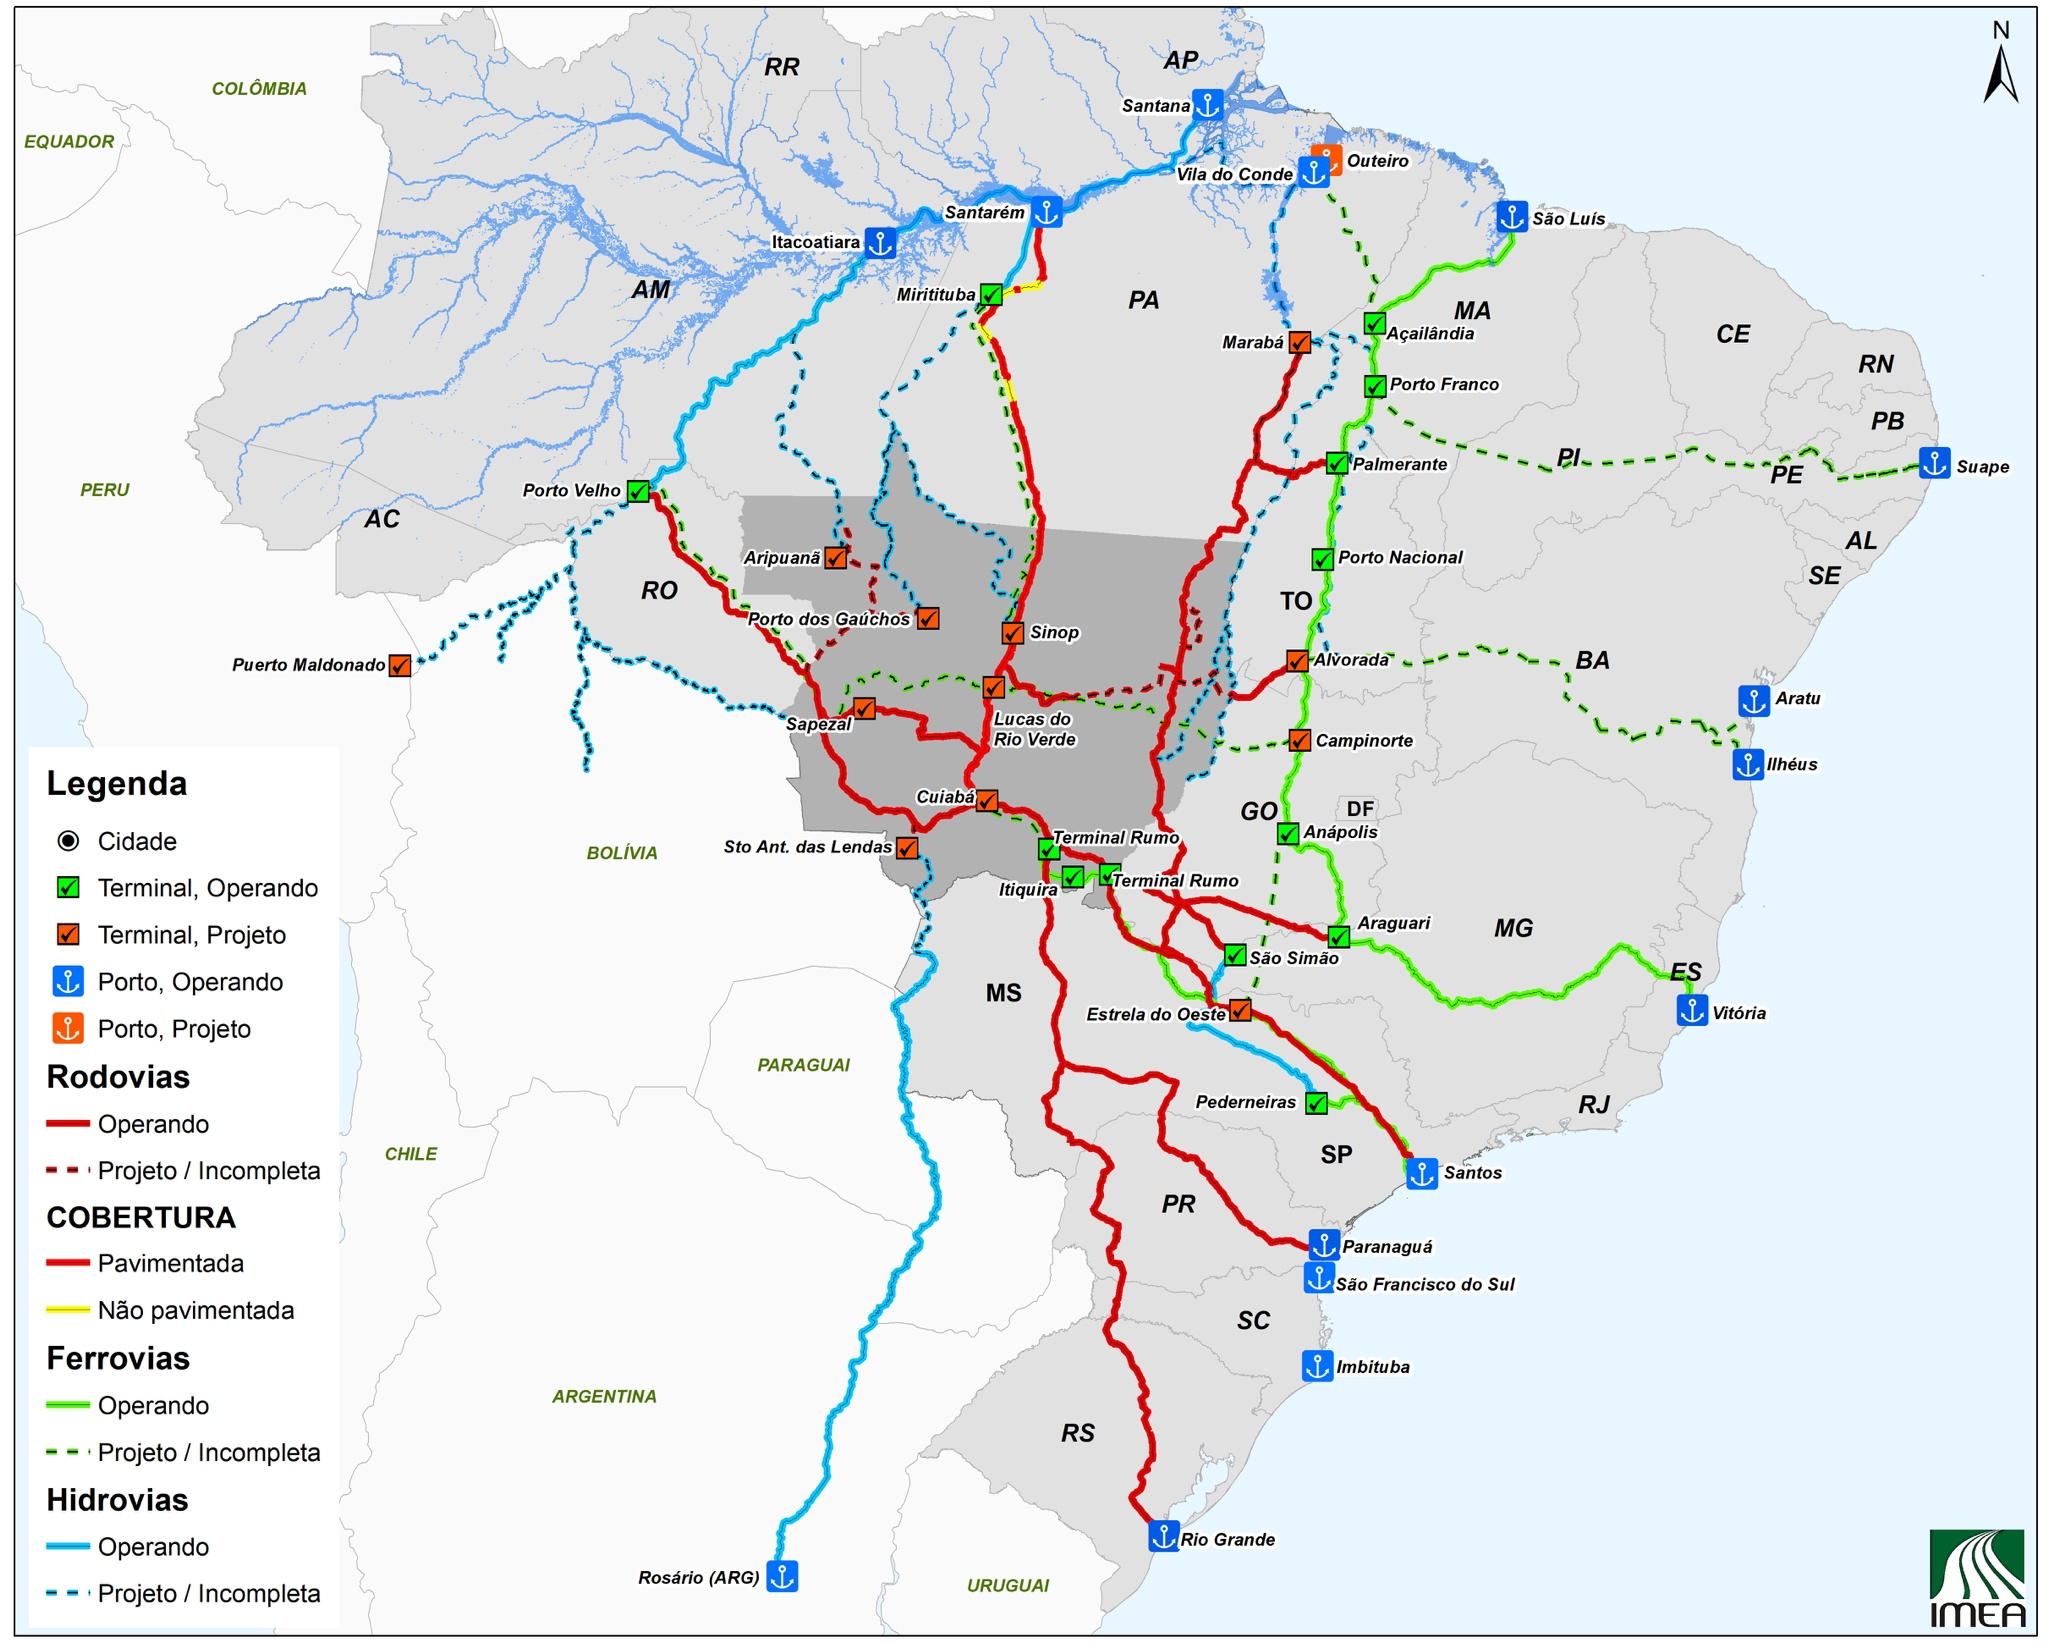 N
COLÔMBIA
RR
AP
Santana
EQUADOR
Outeiro
Vila do Conde
Santarém
São Luís
Itacoatiara
AM
Miritituba
PA
MA
Açailândia
CE
Marabá
RN
Porto Franco
PB
PI
Palmerante
Suape
PE
PERU
Porto Velho
AC
AL
Aripuanã
Porto Nacional
SE
RO
TO
Porto dos Gaúchos
Sinop
Puerto Maldonado
Alvorada
BA
Aratu
Sapezal
Lucas do
Rio Verde
Campinorte
Ilhéus
Cuiabá
GO
DF
Anápolis
Terminal Rumo
Sto Ant. das Lendas
BOLÍVIA
Itiquira
Terminal Rumo
Araguari
MG
São Simão
ES
MS
Estrela do Oeste
Vitória
PARAGUAI
Pederneiras
RJ
CHILE
SP
Santos
PR
Paranaguá
São Francisco do Sul
SC
Imbituba
ARGENTINA
RS
Rio Grande
Rosário (ARG)
URUGUAI
Legenda
Cidade
Terminal, Operando
Terminal, Projeto
Porto, Operando
Porto, Projeto
Rodovias
Operando
Projeto / Incompleta
COBERTURA
Pavimentada
Não pavimentada
Ferrovias
Operando
Projeto / Incompleta
Hidrovias
Operando
Projeto / Incompleta
IMEA